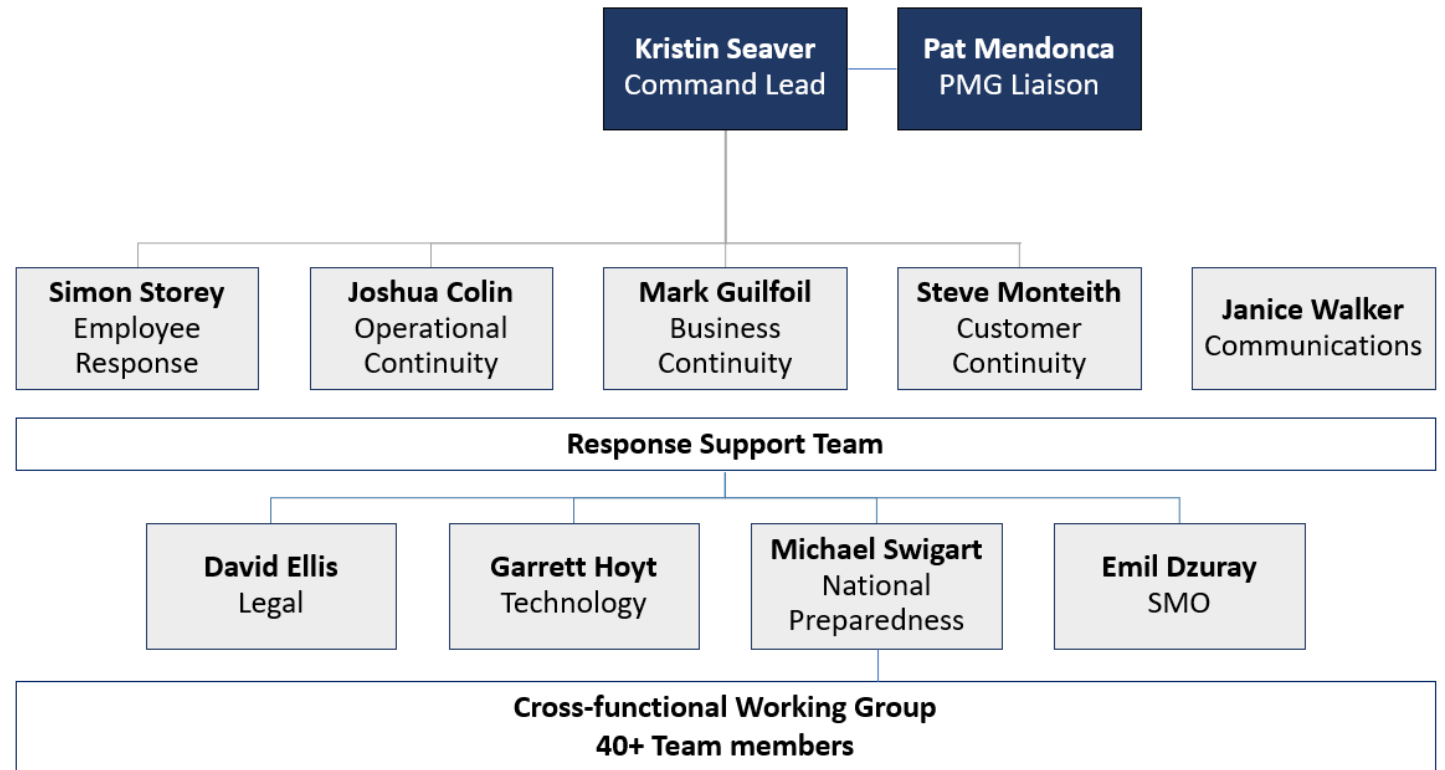 Kristin Seaver
Command Lead
Pat Mendonca
PMG Liaison
Simon Storey
Employee
Response
Joshua Colin
Operational
Continuity
Mark Guilfoil
Business
Continuity
Steve Monteith
Customer
Continuity
Janice Walker
Communications
Response Support Team
David Ellis
Legal
Garrett Hoyt
Technology
Michael Swigart
National
Preparedness
Emil Dzuray
SMO
Cross-functional Working Group
40+ Team members